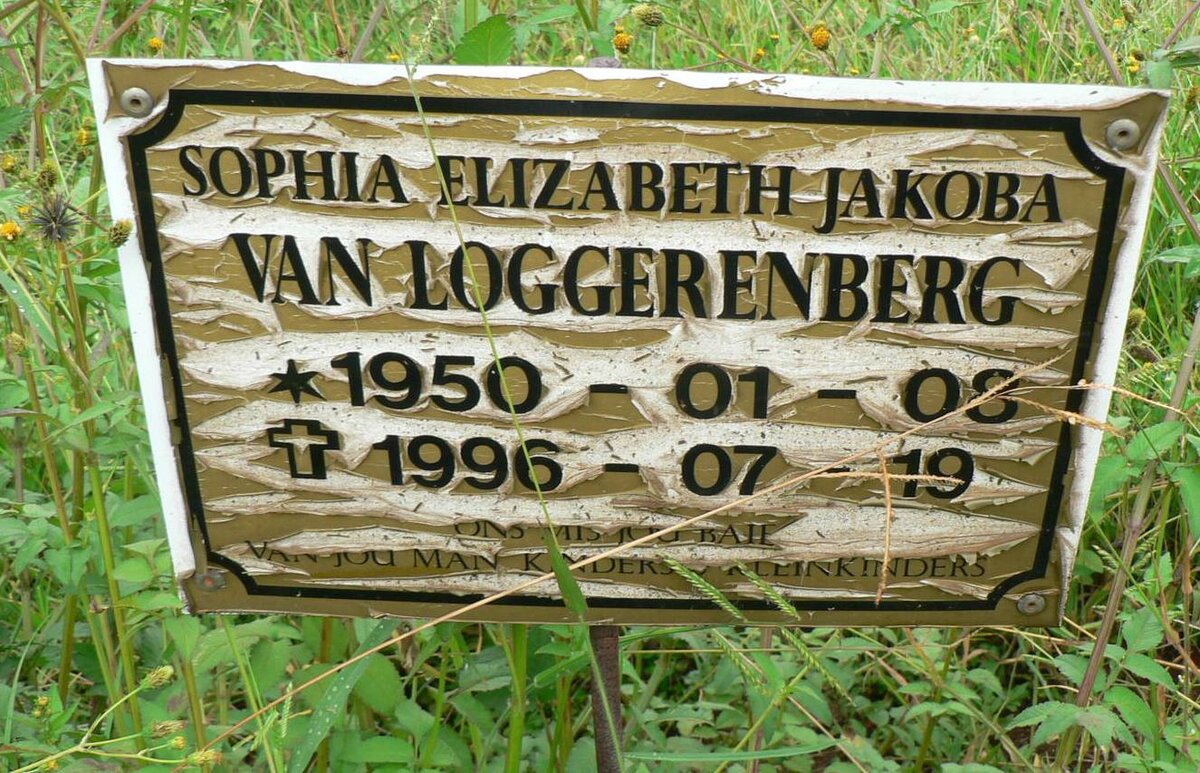 SOPHIA ELIZABETH JAKOBA
VAN LOGGERENBERG
★ 1950 - 01 - 08
✝ 1996 - 07 - 19
ONS MIS JOU BAIE
VAN JOU MAN KINDERS KLEINKINDERS